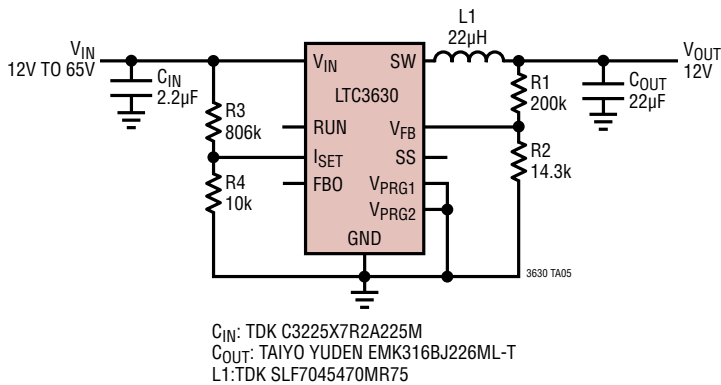 L1
22µH
VIN
12V TO 65V
CIN
2.2µF
R3
806k
R4
10k
VIN
SW
LTC3630
RUN
VFB
ISET
SS
FBO
VPRG1
VPRG2
GND
R1
200k
R2
14.3k
COUT
22µF
VOUT
12V
3630 TA05
CIN: TDK C3225X7R2A225M
COUT: TAIYO YUDEN EMK316BJ226ML-T
L1:TDK SLF7045470MR75